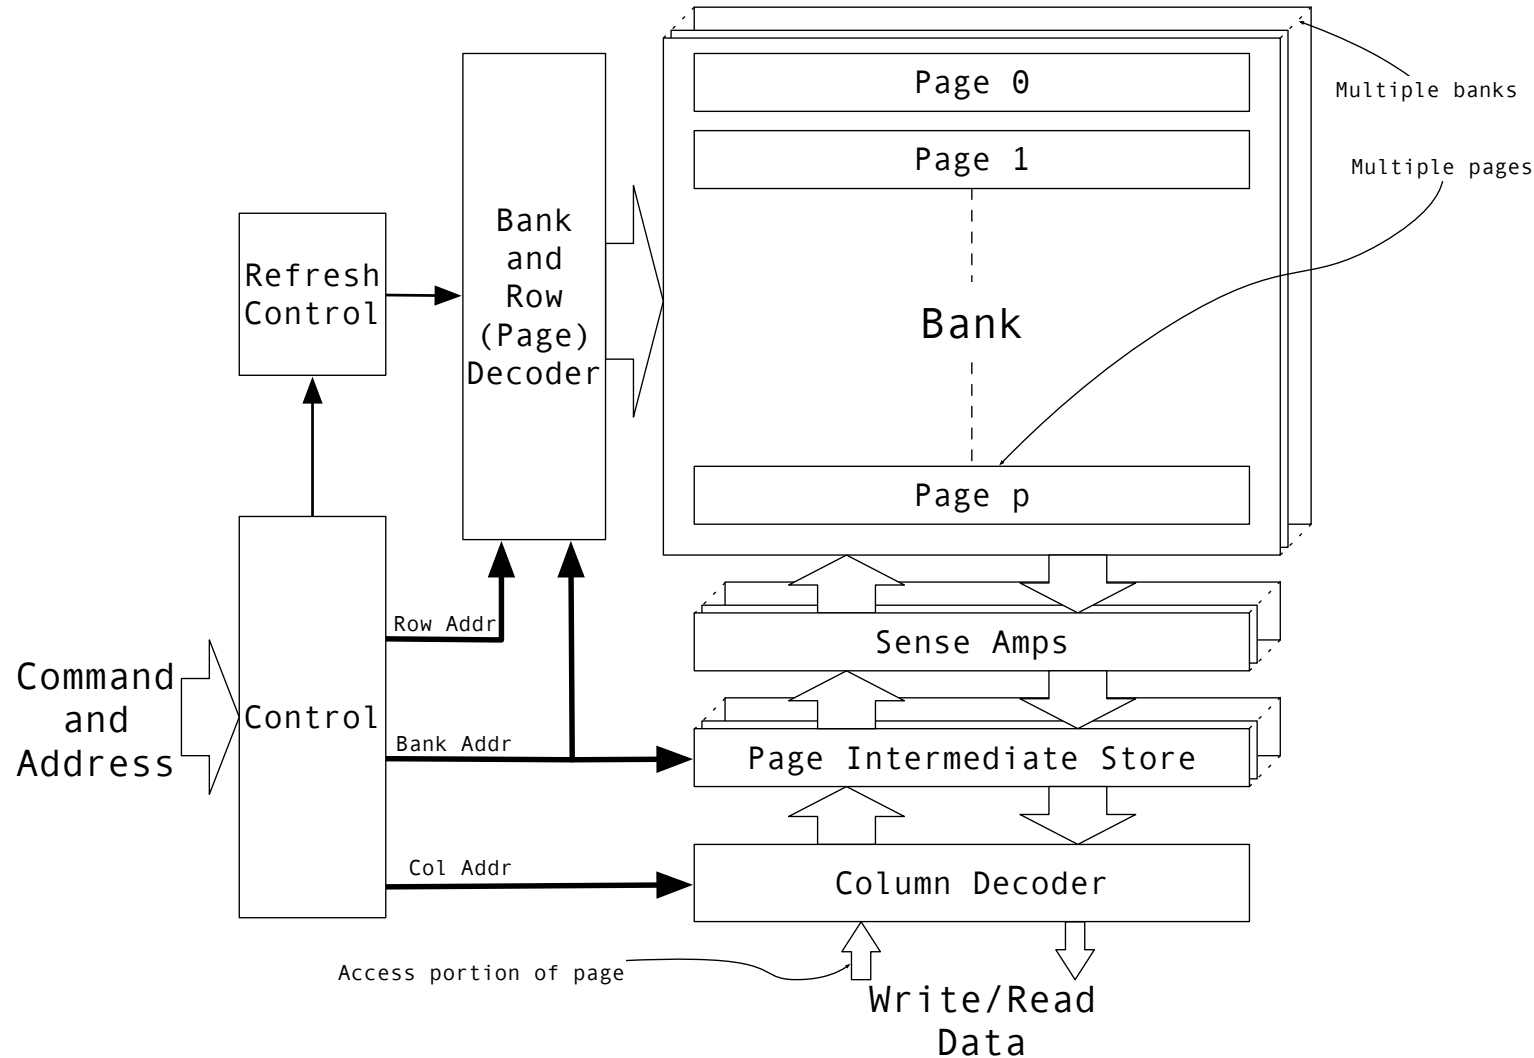 Page 0
Multiple banks
Page 1
Multiple pages
Bank
and
Row
(Page)
Decoder
Refresh
Control
Bank
Page p
Row Addr
Sense Amps
Command
and
Address
Control
Bank Addr
Page Intermediate Store
Col Addr
Column Decoder
Access portion of page
Write/Read
Data